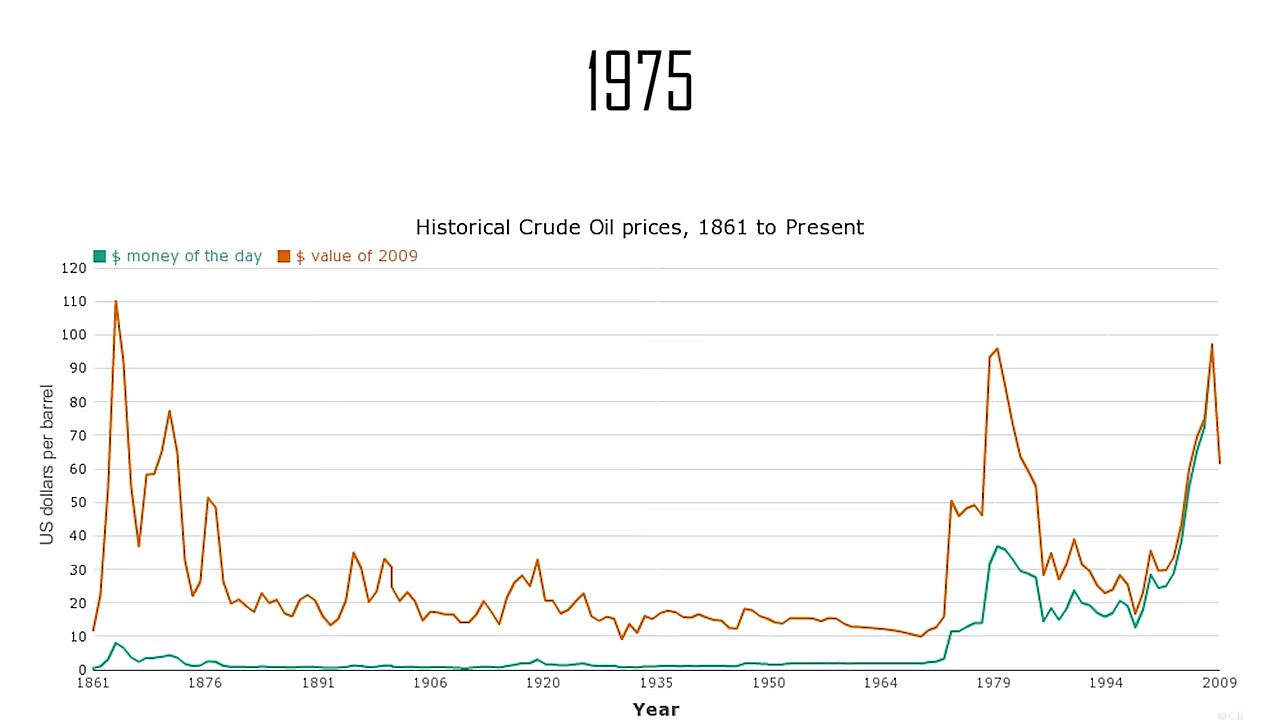 1975
Historical Crude Oil prices, 1861 to Present
$ money of the day $ value of 2009
120
110
100
90
80
70
60
50
40
30
20
10
0
US dollars per barrel
1861 1876 1891 1906 1920 1935 1950 1964 1979 1994 2009
Year